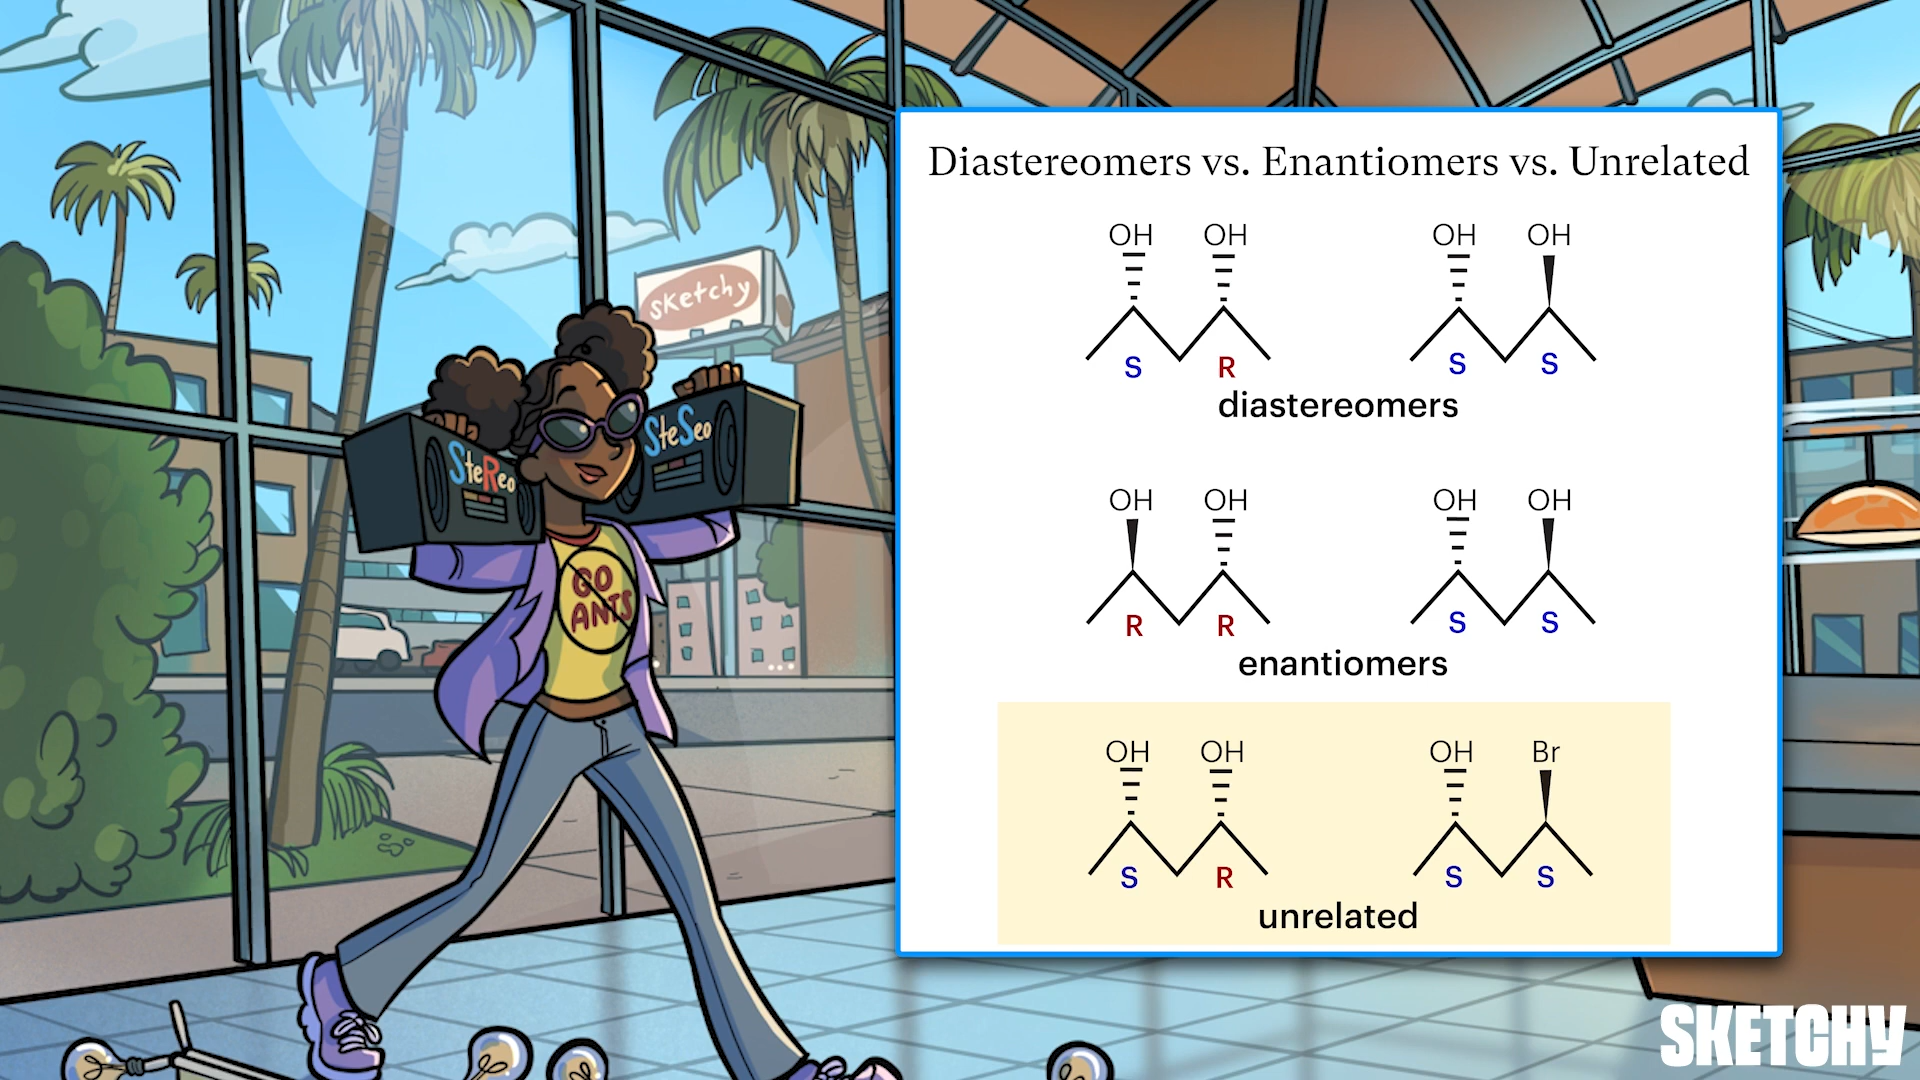 sketchy
SteReo
SteSeo
GO
ANTS
Diastereomers vs. Enantiomers vs. Unrelated
OH OH OH OH
S R S S
diastereomers
OH OH OH OH
R R S S
enantiomers
OH OH OH Br
S R S S
unrelated
SKETCHY